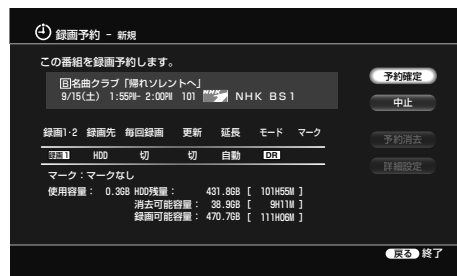 録画予約 - 新規
この番組を録画予約します。
回名曲クラブ「帰れソレントへ」
9/15(土) 1:55PM- 2:00PM 101 NHK NHK BS1
予約確定
中止
予約消去
詳細設定
録画1·2 録画先 毎回録画 更新 延長 モード マーク
録画1 HDD 切 切 自動 DR
マーク：マークなし
使用容量： 0.3GB HDD残量： 431.8GB [ 101H55M ]
消去可能容量： 38.9GB [ 9H11M ]
録画可能容量： 470.7GB [ 111H06M ]
戻る 終了